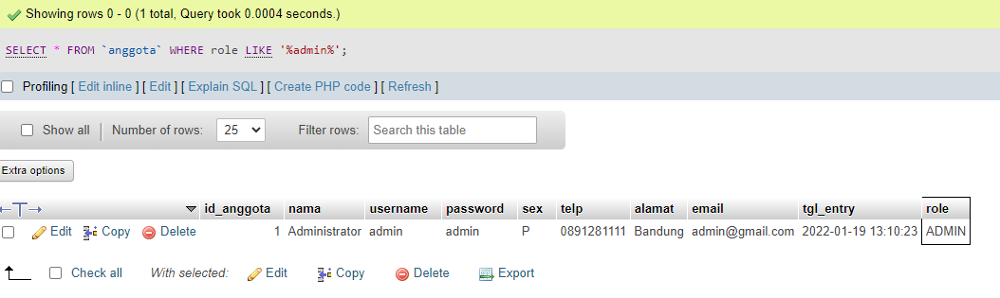 Showing rows 0 - 0 (1 total, Query took 0.0004 seconds.)
SELECT * FROM `anggota` WHERE role LIKE '%admin%';
Profiling [ Edit inline ] [ Edit ] [ Explain SQL ] [ Create PHP code ] [ Refresh ]
Show all Number of rows: 25 Filter rows: Search this table
Extra options
id_anggota nama username password sex telp alamat email tgl_entry role
Edit Copy Delete 1 Administrator admin admin P 0891281111 Bandung admin@gmail.com 2022-01-19 13:10:23 ADMIN
Check all With selected: Edit Copy Delete Export